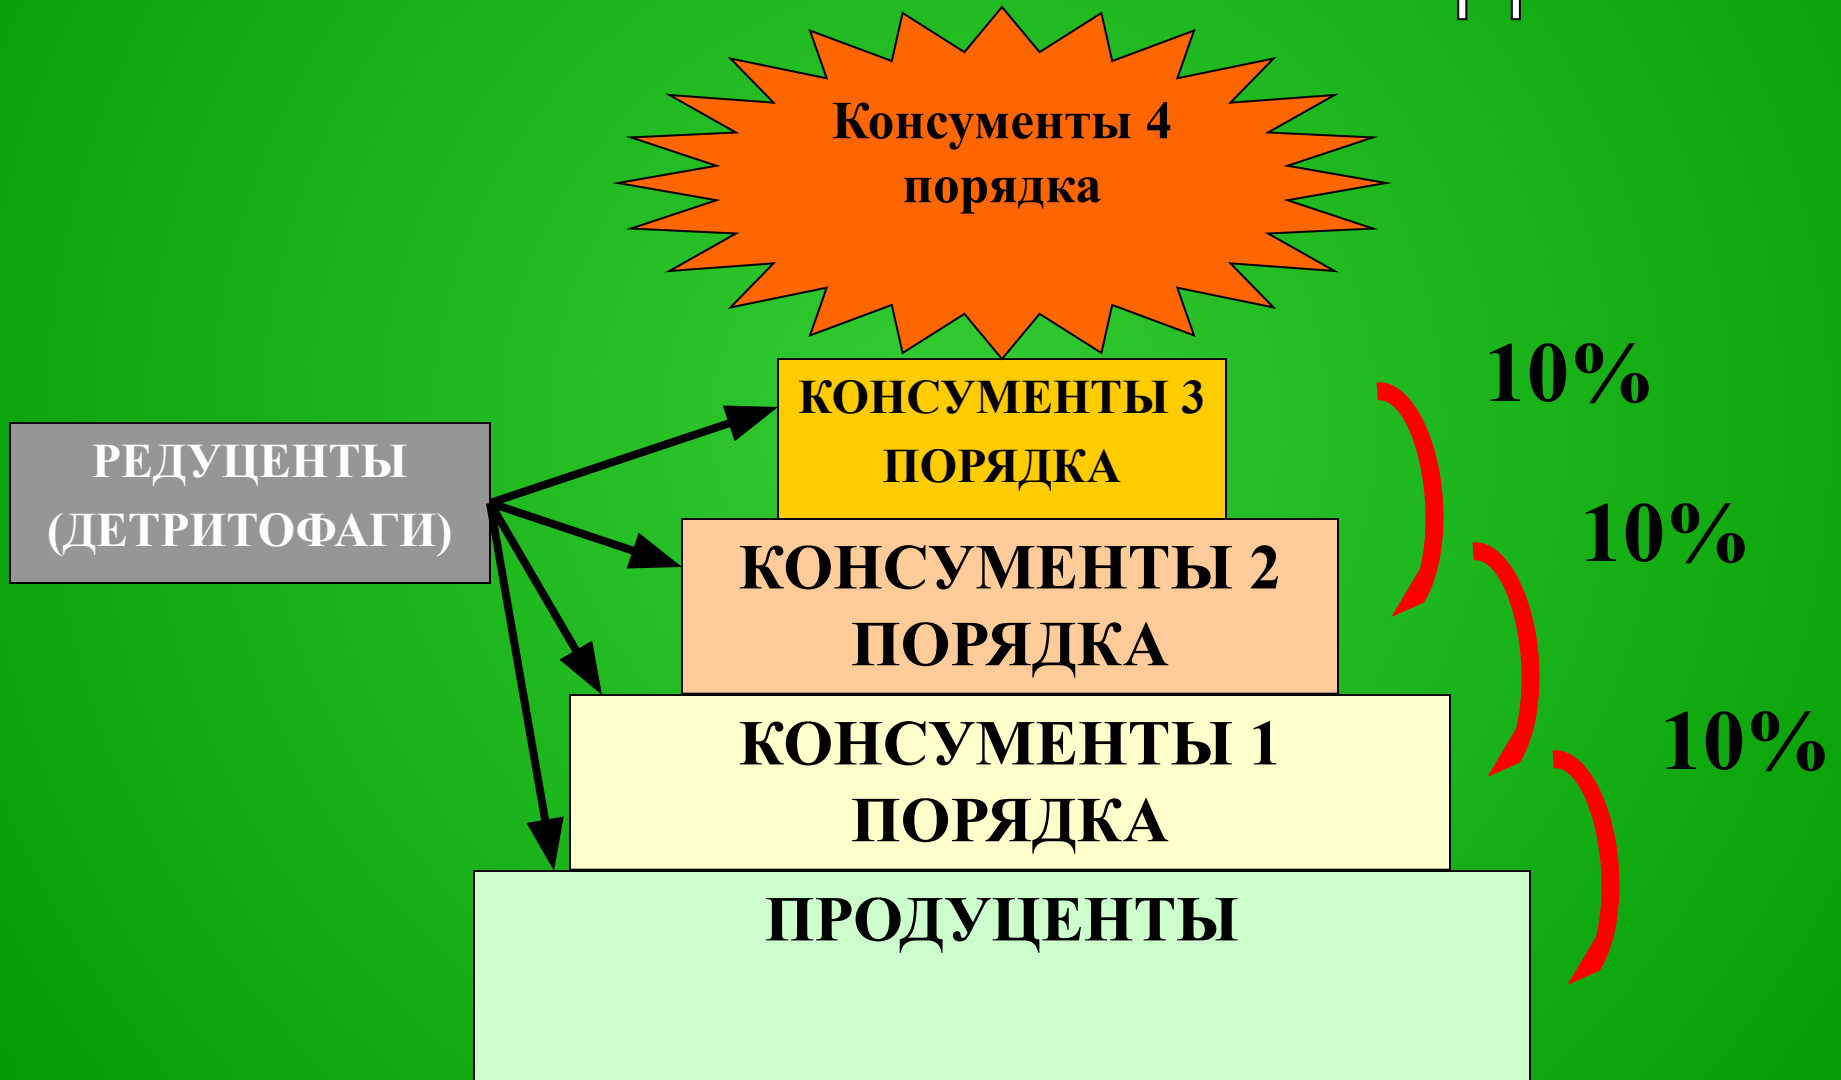 Консументы 4
порядка
10%
КОНСУМЕНТЫ 3
ПОРЯДКА
РЕДУЦЕНТЫ
(ДЕТРИТОФАГИ)
10%
КОНСУМЕНТЫ 2
ПОРЯДКА
10%
КОНСУМЕНТЫ 1
ПОРЯДКА
ПРОДУЦЕНТЫ